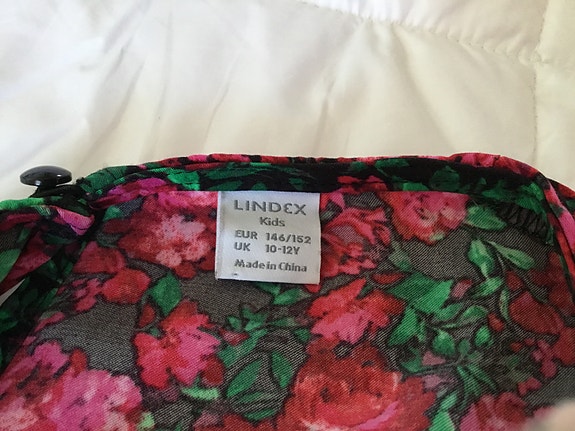 LINDEX
Kids
EUR 146/152
UK 10-12Y
Made in China